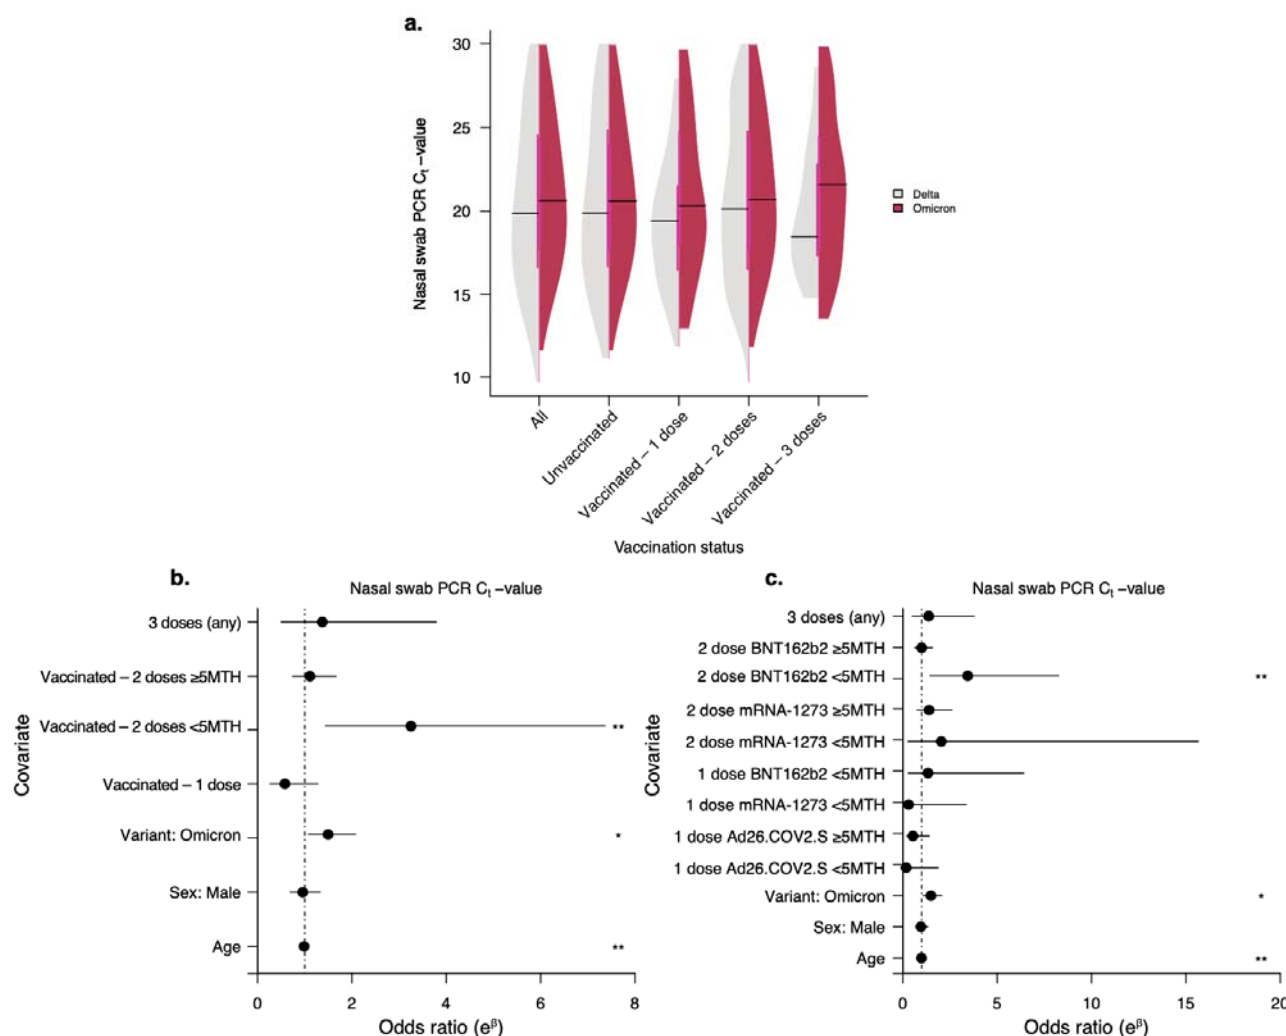 a.
Nasal swab PCR Cₜ –value
30
25
20
15
10
Delta
Omicron
All
Unvaccinated
Vaccinated – 1 dose
Vaccinated – 2 doses
Vaccinated – 3 doses
Vaccination status
b.
Nasal swab PCR Cₜ –value
Covariate
3 doses (any)
Vaccinated – 2 doses ≥5MTH
Vaccinated – 2 doses <5MTH **
Vaccinated – 1 dose
Variant: Omicron *
Sex: Male
Age **
0 2 4 6 8
Odds ratio (eᵝ)
c.
Nasal swab PCR Cₜ –value
Covariate
3 doses (any)
2 dose BNT162b2 ≥5MTH
2 dose BNT162b2 <5MTH **
2 dose mRNA-1273 ≥5MTH
2 dose mRNA-1273 <5MTH
1 dose BNT162b2 <5MTH
1 dose mRNA-1273 <5MTH
1 dose Ad26.COV2.S ≥5MTH
1 dose Ad26.COV2.S <5MTH
Variant: Omicron *
Sex: Male
Age **
0 5 10 15 20
Odds ratio (eᵝ)